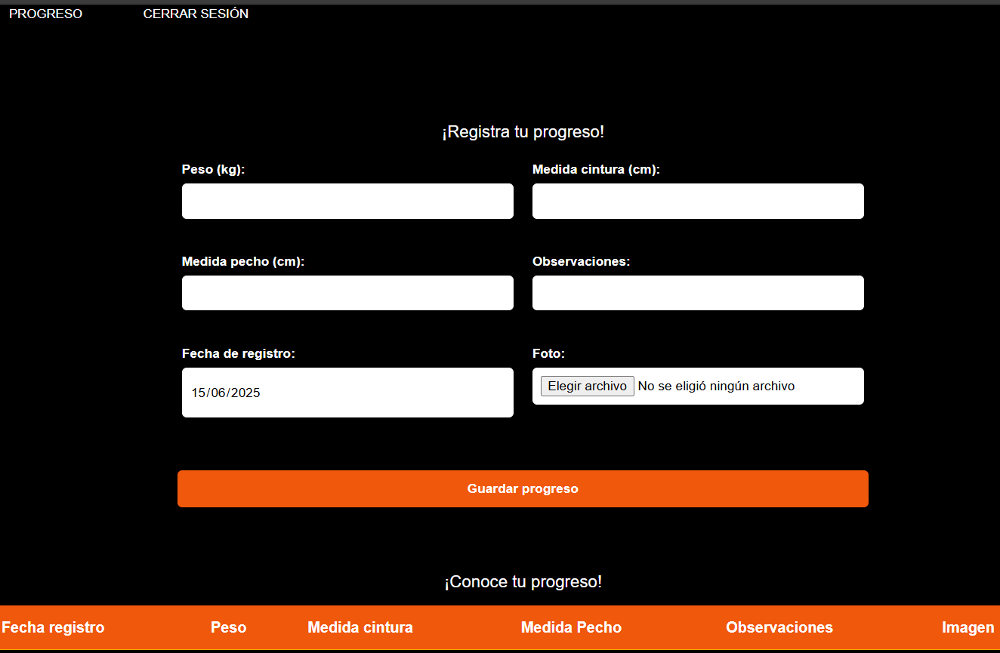 PROGRESO CERRAR SESIÓN
¡Registra tu progreso!
Peso (kg): Medida cintura (cm):
Medida pecho (cm): Observaciones:
Fecha de registro: Foto:
15/06/2025 Elegir archivo No se eligió ningún archivo
Guardar progreso
¡Conoce tu progreso!
Fecha registro Peso Medida cintura Medida Pecho Observaciones Imagen